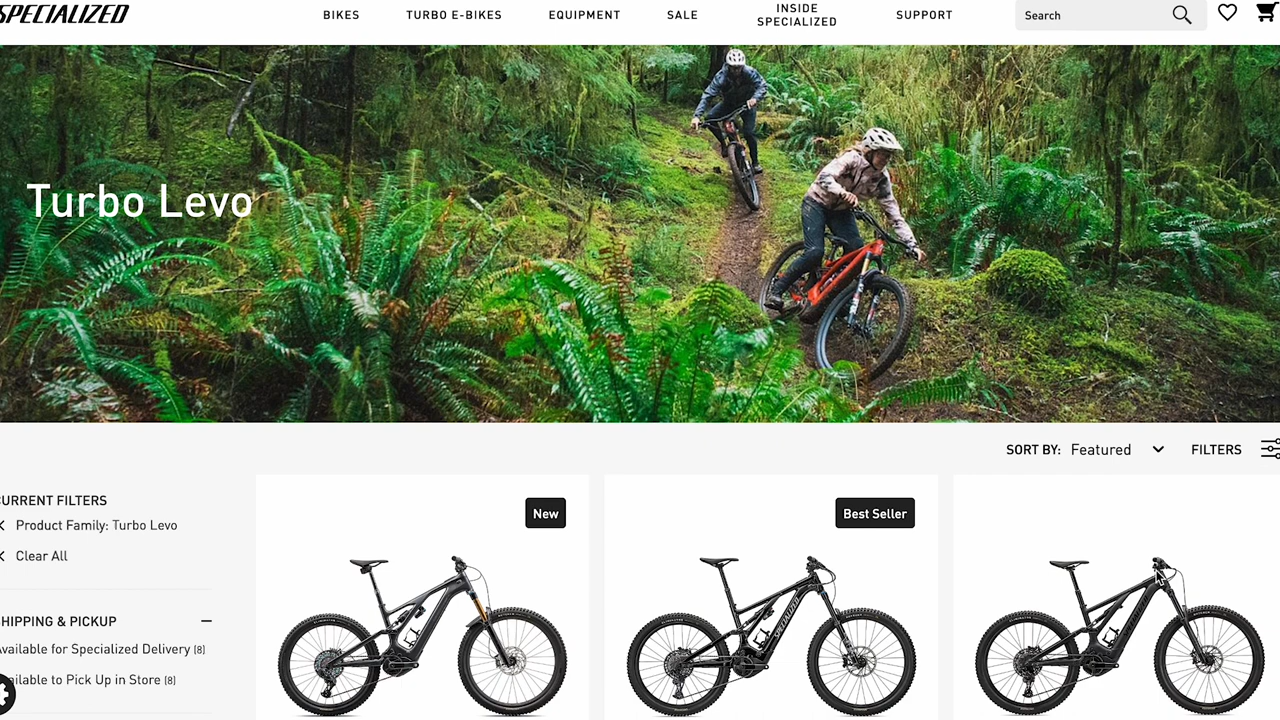 SPECIALIZED
BIKES
TURBO E-BIKES
EQUIPMENT
SALE
INSIDE
SPECIALIZED
SUPPORT
Search
Turbo Levo
SORT BY: Featured
FILTERS
URRENT FILTERS
Product Family: Turbo Levo
Clear All
New
Best Seller
SPECIALIZED
HIPPING & PICKUP
vailable for Specialized Delivery (8)
ilable to Pick Up in Store (8)